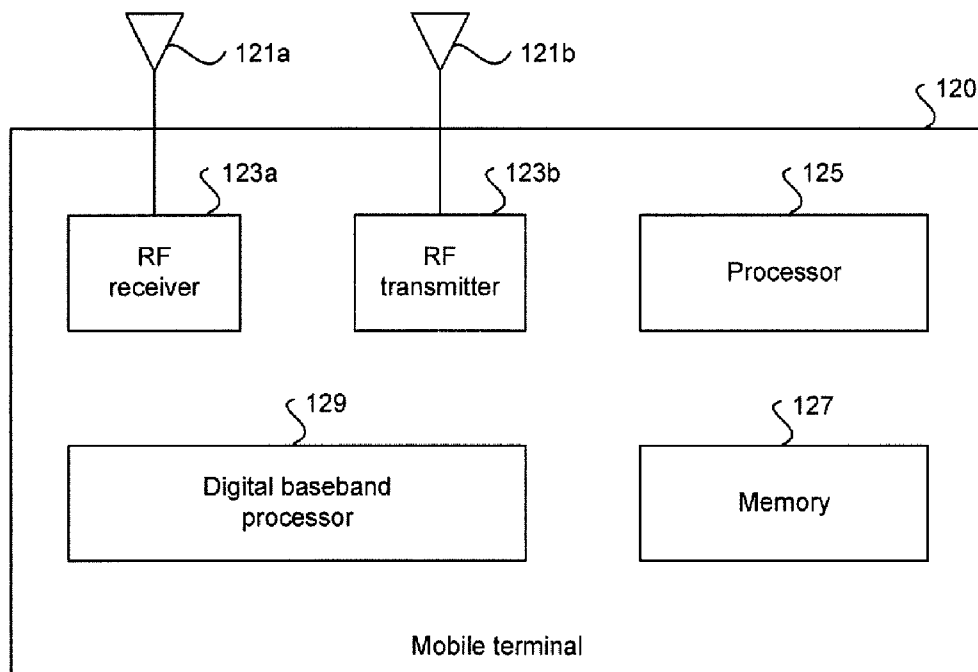 121a
121b
120
123a
123b
125
RF
receiver
RF
transmitter
Processor
129
127
Digital baseband
processor
Memory
Mobile terminal